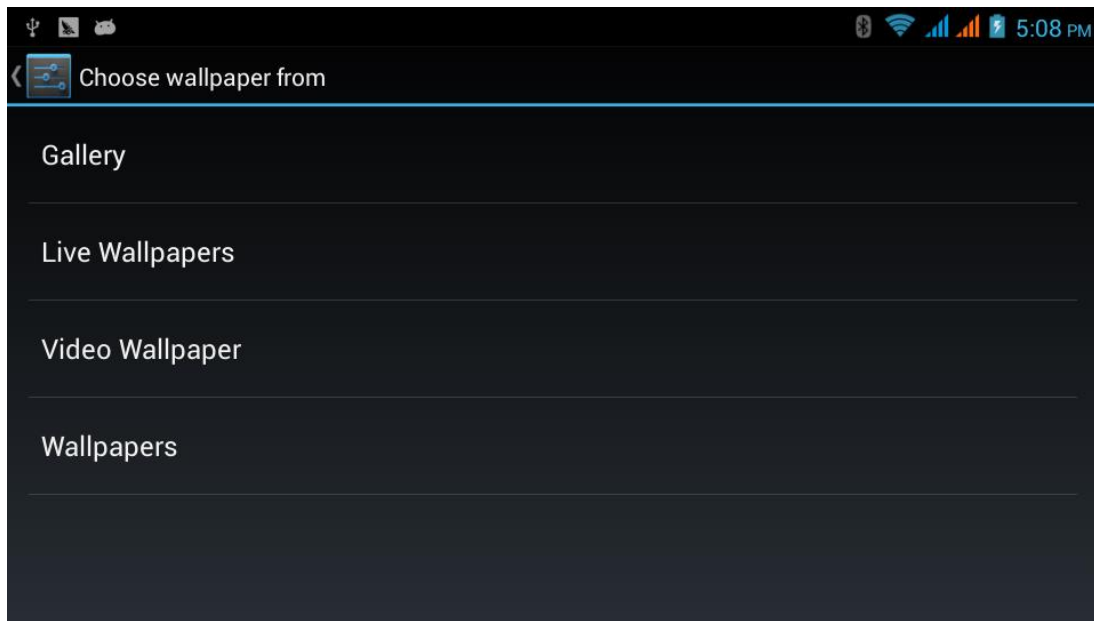 5:08 PM
Choose wallpaper from
Gallery
Live Wallpapers
Video Wallpaper
Wallpapers